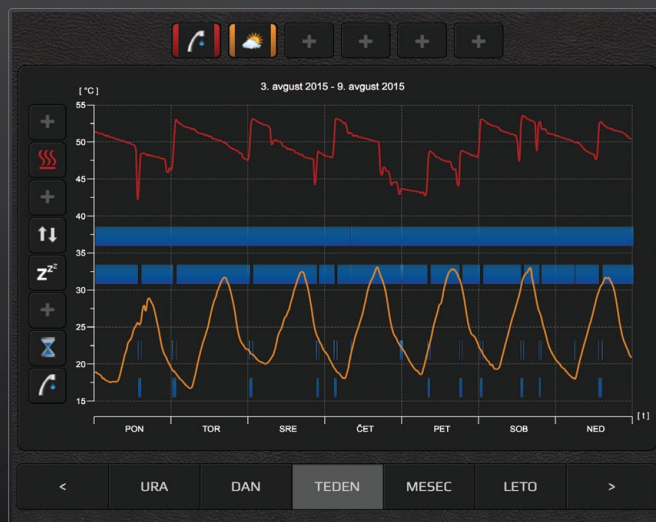 3. avgust 2015 - 9. avgust 2015
[ °C ]
55
50
45
40
35
30
25
20
15
zzz
[ t ]
PON TOR SRE ČET PET SOB NED
< URA DAN TEDEN MESEC LETO >